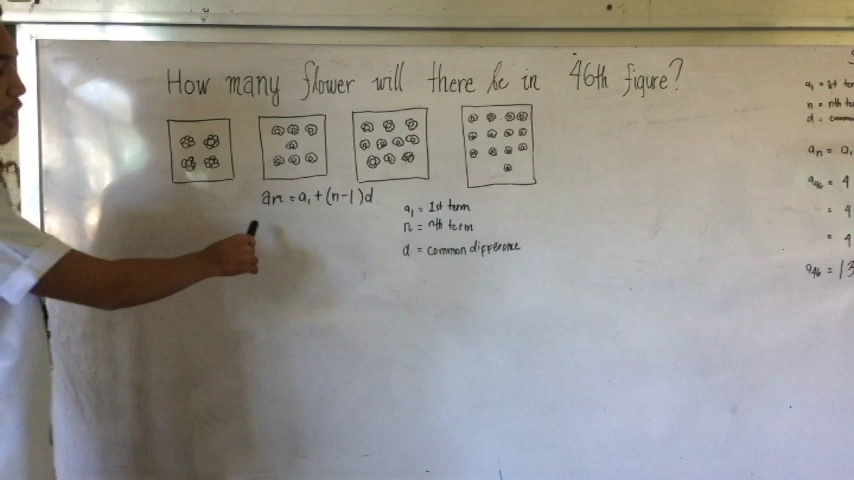 How many flower will there be in 46th figure?
an = a₁ + (n-1)d
a₁ = 1st term
n = nth term
d = common difference
a₁ = 1st ter
n = nth te
d = comm
an = a₁
a₄₆ = 4
= 4
= 4
a₄₆ = 13